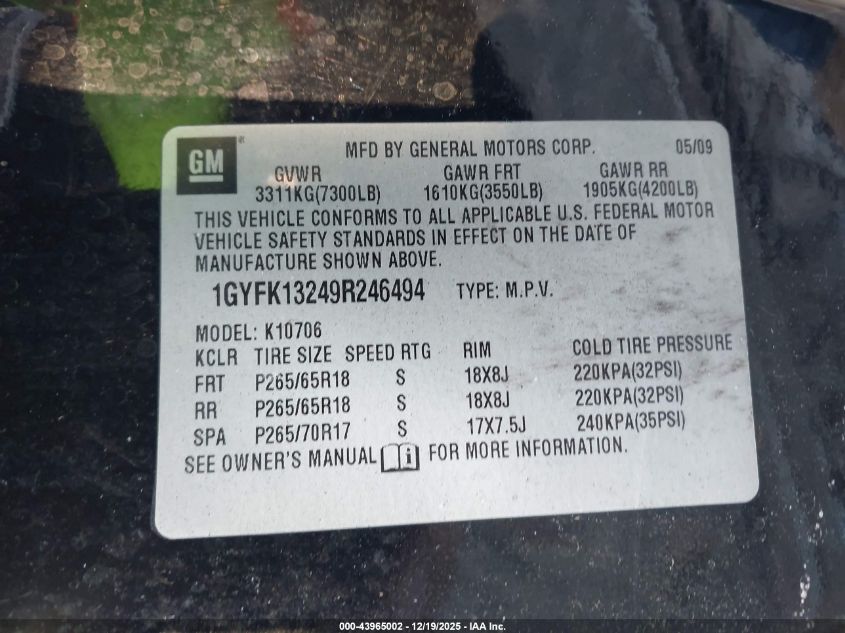 GM
MFD BY GENERAL MOTORS CORP. 05/09
GVWR GAWR FRT GAWR RR
3311KG(7300LB) 1610KG(3550LB) 1905KG(4200LB)
THIS VEHICLE CONFORMS TO ALL APPLICABLE U.S. FEDERAL MOTOR
VEHICLE SAFETY STANDARDS IN EFFECT ON THE DATE OF
MANUFACTURE SHOWN ABOVE.
1GYFK13249R246494 TYPE: M.P.V.
MODEL: K10706
KCLR TIRE SIZE SPEED RTG RIM COLD TIRE PRESSURE
FRT P265/65R18 S 18X8J 220KPA(32PSI)
RR P265/65R18 S 18X8J 220KPA(32PSI)
SPA P265/70R17 S 17X7.5J 240KPA(35PSI)
SEE OWNER'S MANUAL i FOR MORE INFORMATION.
000-43965002 - 12/19/2025 - IAA Inc.